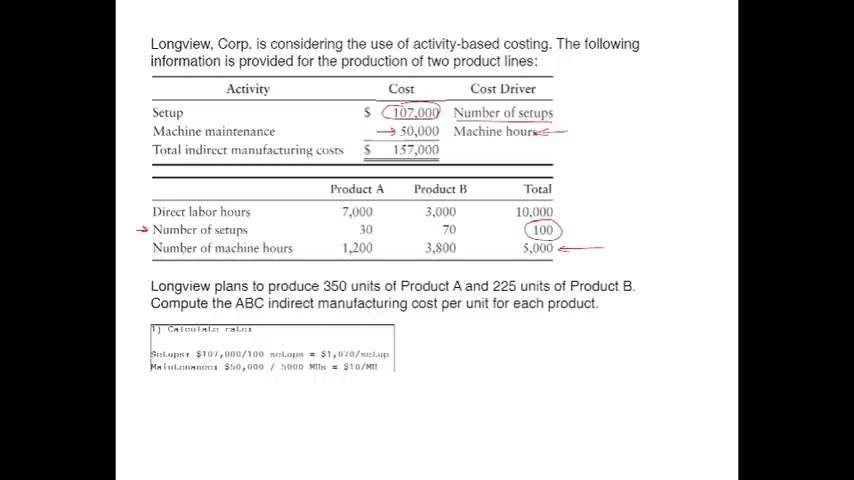 Longview, Corp. is considering the use of activity-based costing. The following
information is provided for the production of two product lines:
Activity Cost Cost Driver
Setup $ 107,000 Number of setups
Machine maintenance 50,000 Machine hours
Total indirect manufacturing costs $ 157,000
Product A Product B Total
Direct labor hours 7,000 3,000 10,000
Number of setups 30 70 100
Number of machine hours 1,200 3,800 5,000
Longview plans to produce 350 units of Product A and 225 units of Product B.
Compute the ABC indirect manufacturing cost per unit for each product.
1) Calculate rate:
Setups: $107,000/100 setups = $1,070/setup
Maintenance: $50,000 / 5000 MHs = $10/MH